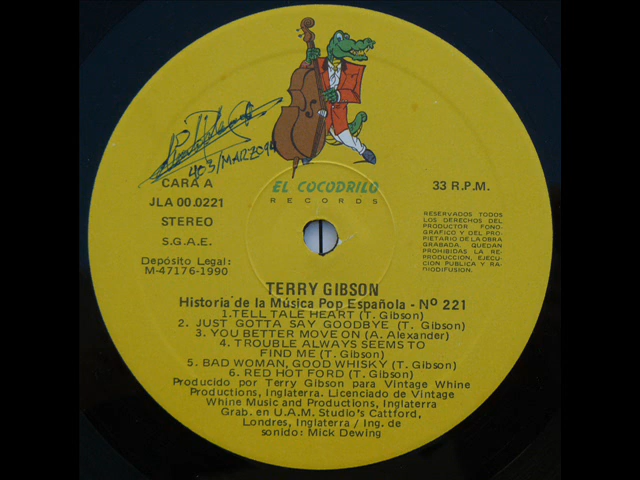 403/MARZO94
CARA A
JLA 00.0221
STEREO
S.G.A.E.
Depósito Legal:
M-47176-1990
EL COCODRILO
RECORDS
33 R.P.M.
RESERVADOS TODOS
LOS DERECHOS DEL
PRODUCTOR FONO-
GRAFICO Y DEL PRO-
PIETARIO DE LA OBRA
GRABADA. QUEDAN
PROHIBIDAS LA RE-
PRODUCCION, EJECU-
CION PUBLICA Y RA-
DIODIFUSION.
TERRY GIBSON
Historia de la Música Pop Española - Nº 221
1.TELL TALE HEART (T. Gibson)
2. JUST GOTTA SAY GOODBYE (T. Gibson)
3. YOU BETTER MOVE ON (A. Alexander)
4. TROUBLE ALWAYS SEEMS TO
FIND ME (T. Gibson)
5. BAD WOMAN, GOOD WHISKY (T. Gibson)
6. RED HOT FORD (T. Gibson)
Producido por Terry Gibson para Vintage Whine
Productions, Inglaterra. Licenciado de Vintage
Whine Music and Productions, Inglaterra
Grab. en U.A.M. Studio's Cattford,
Londres, Inglaterra / Ing. de
sonido: Mick Dewing